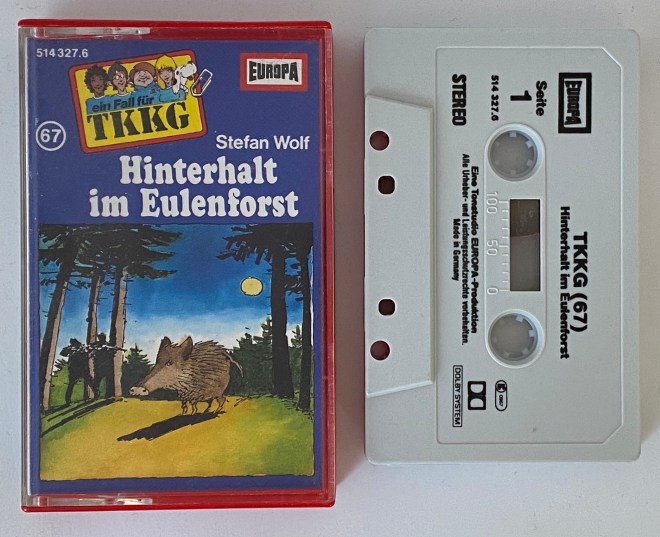 514 327.6
EUROPA
ein Fall für
TKKG
67
Stefan Wolf
Hinterhalt
im Eulenforst
EUROPA
Seite
1
514 327.6
STEREO
TKKG (67)
Hinterhalt im Eulenforst
100 50 0
Eine Tonstudio EUROPA-Produktion
Alle Urheber- und Leistungsschutzrechte vorbehalten.
Made in Germany
DOLBY SYSTEM